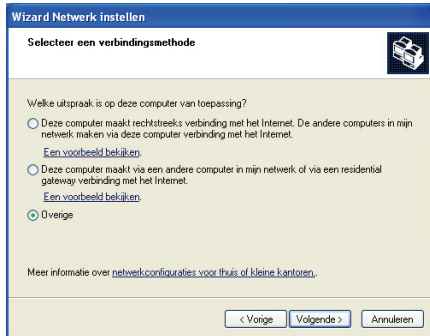 Wizard Netwerk instellen
Selecteer een verbindingsmethode
Welke uitspraak is op deze computer van toepassing?
Deze computer maakt rechtstreeks verbinding met het Internet. De andere computers in mijn
netwerk maken via deze computer verbinding met het Internet.
Een voorbeeld bekijken.
Deze computer maakt via een andere computer in mijn netwerk of via een residential
gateway verbinding met het Internet.
Een voorbeeld bekijken.
Overige
Meer informatie over netwerkconfiguraties voor thuis of kleine kantoren..
< Vorige Volgende > Annuleren